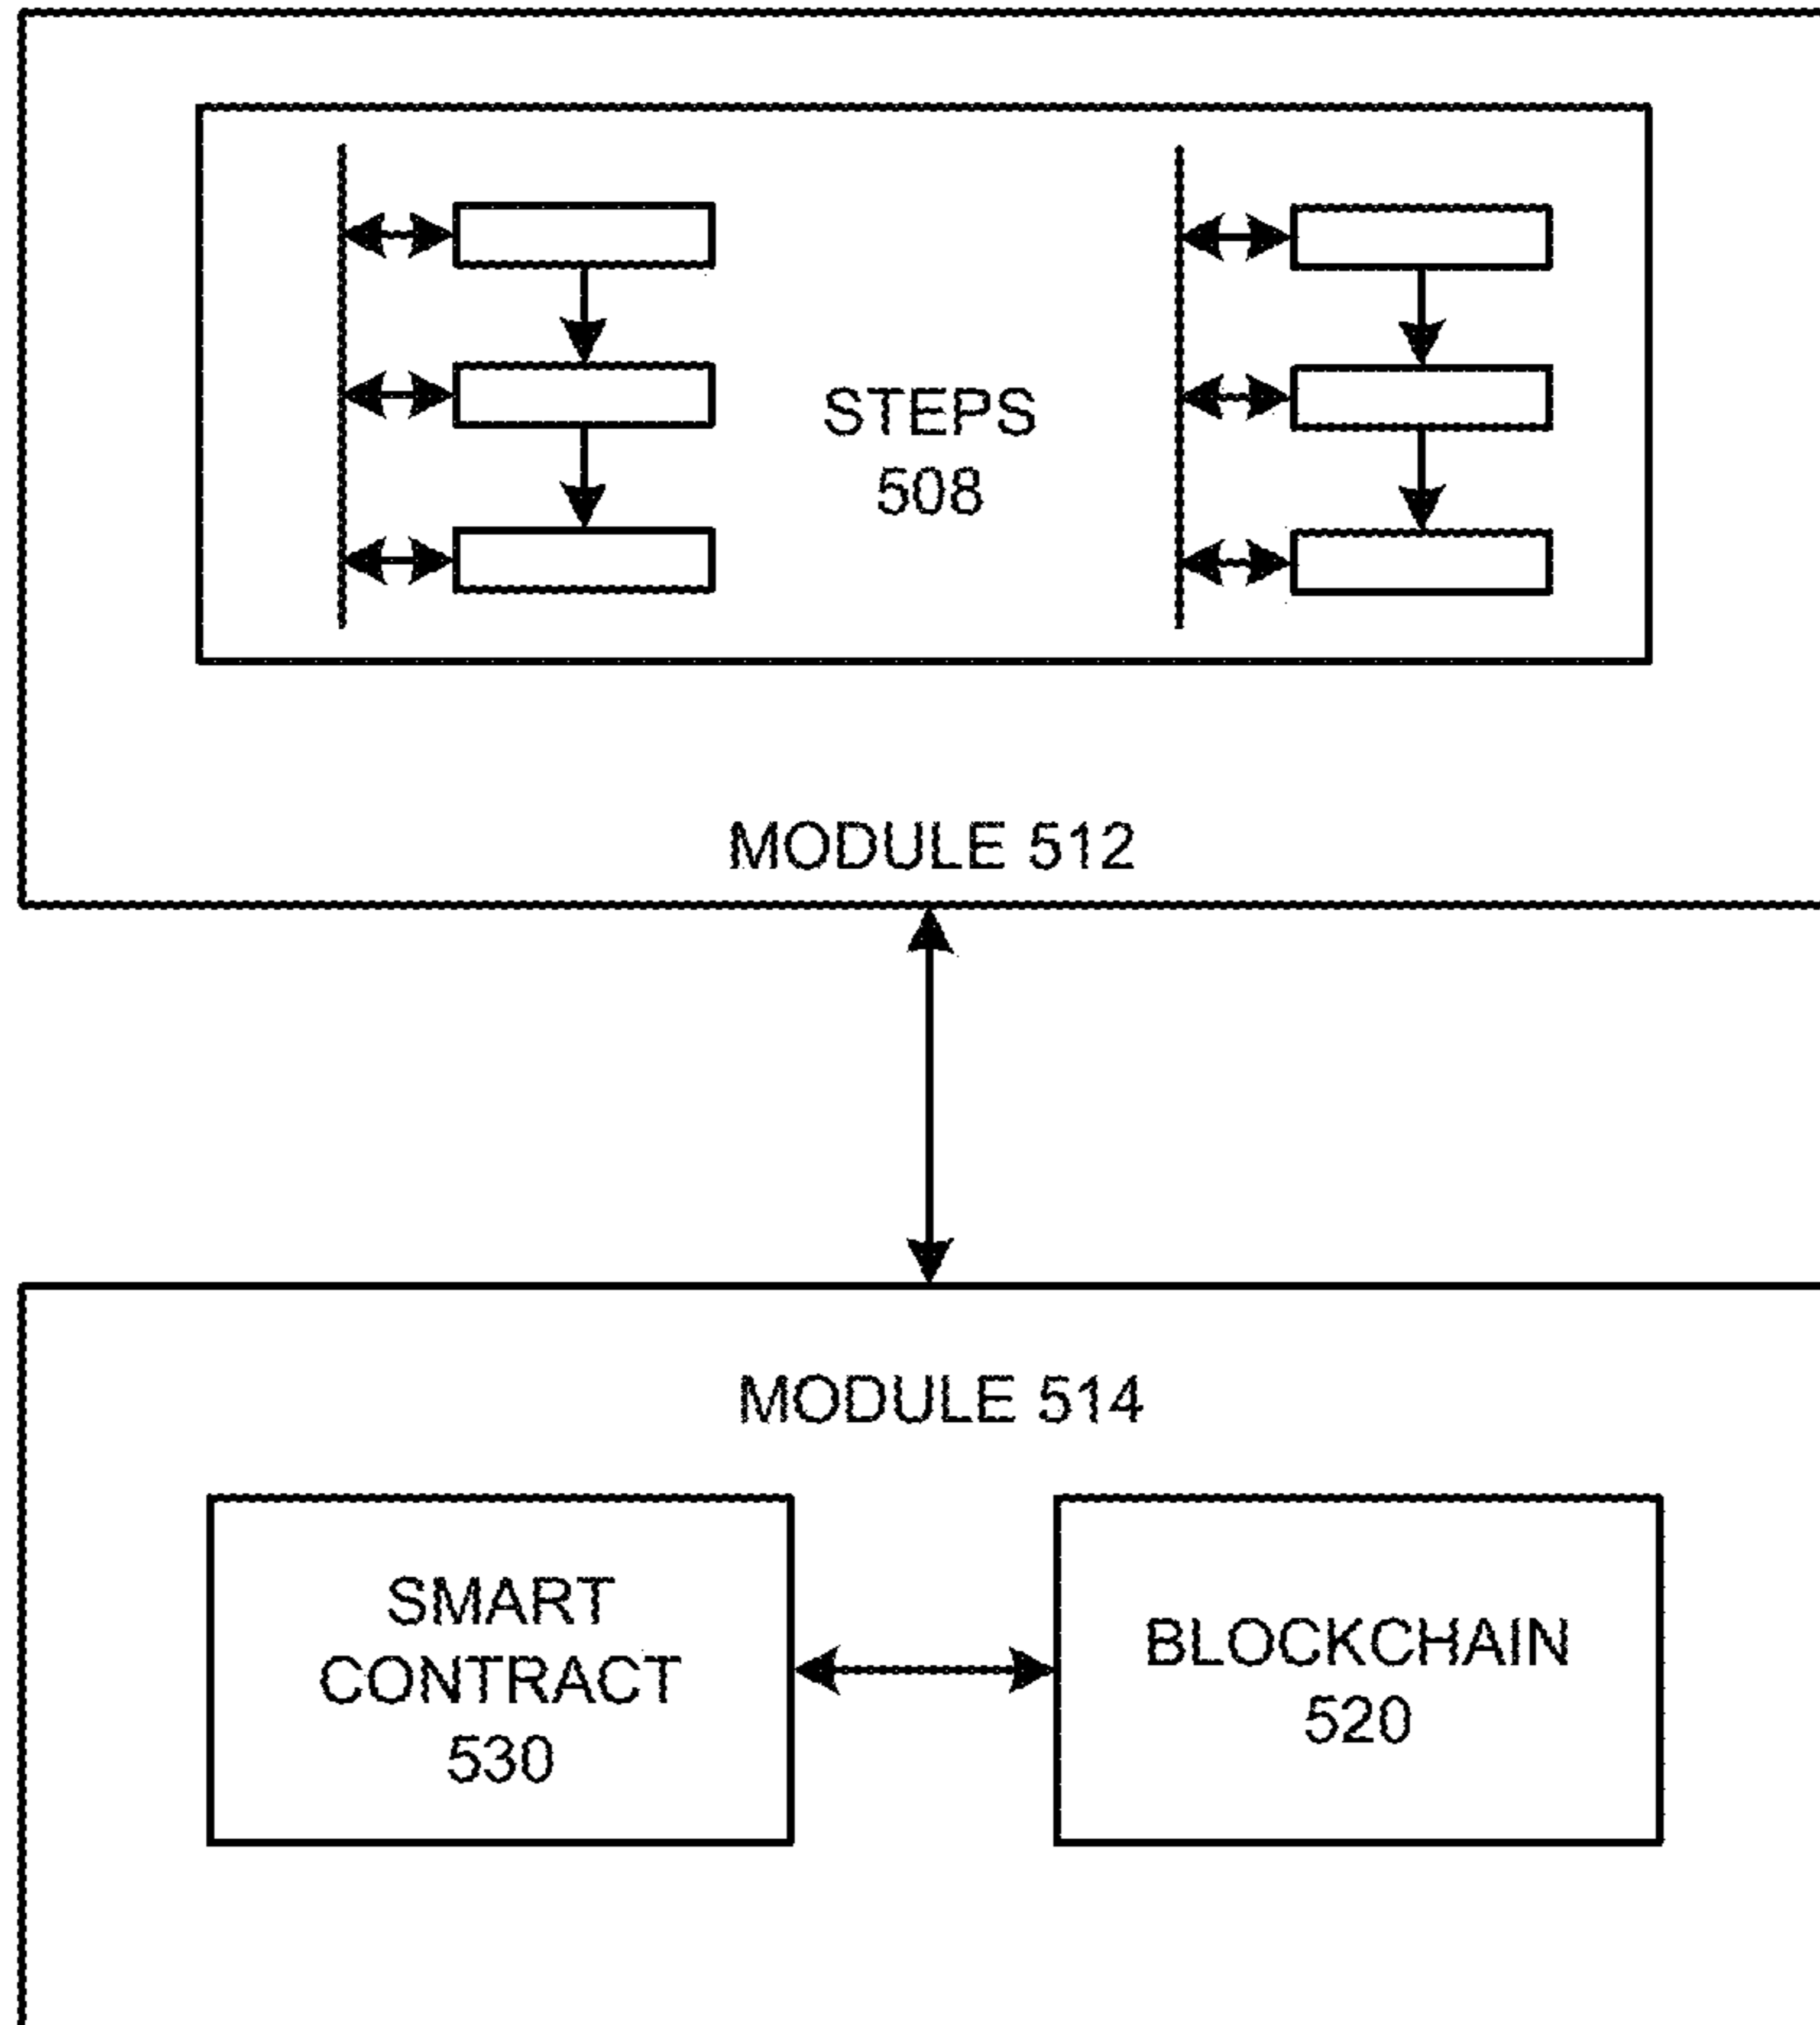 STEPS
508
MODULE 512
MODULE 514
SMART
CONTRACT
530
BLOCKCHAIN
520